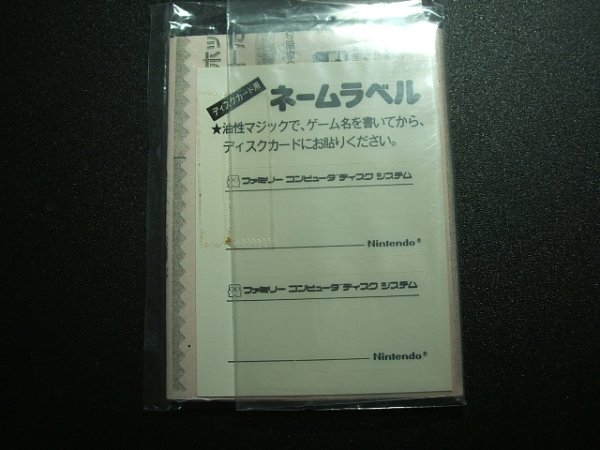 ディスクカード用
ネームラベル
★油性マジックで、ゲーム名を書いてから、
ディスクカードにお貼りください。
ファミリー コンピュータ ディスク システム
Nintendo®
ファミリー コンピュータ ディスク システム
Nintendo®